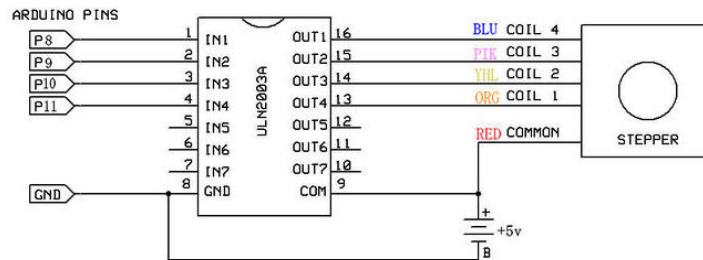 ARDUINO PINS
P8 1 IN1 OUT1 16 BLU COIL 4
P9 2 IN2 OUT2 15 PIK COIL 3
P10 3 IN3 OUT3 14 YHL COIL 2
P11 4 IN4 OUT4 13 ORG COIL 1
5 IN5 OUT5 12 RED COMMON
6 IN6 OUT6 11 STEPPER
7 IN7 OUT7 10
GND 8 GND COM 9
ULN2003A
+
+5v
B